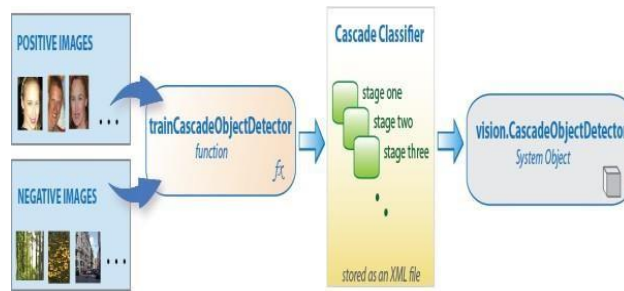 POSITIVE IMAGES
...
NEGATIVE IMAGES
...
trainCascadeObjectDetector
function
fx
Cascade Classifier
stage one
stage two
stage three
stored as an XML file
vision.CascadeObjectDetector
System Object